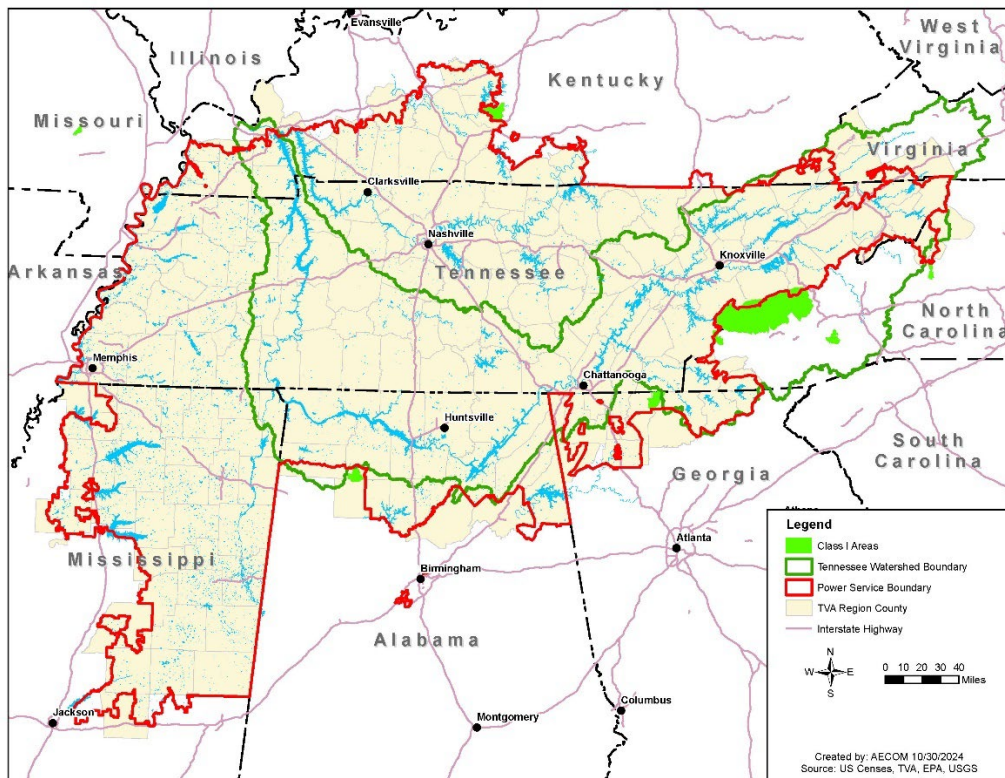 Evansville
West
Virginia
Illinois
Kentucky
Missouri
Virginia
Clarksville
Nashville
Knoxville
Tennessee
Arkansas
North
Carolina
Memphis
Chattanooga
Huntsville
South
Carolina
Georgia
Athens
Atlanta
Mississippi
Birmingham
Alabama
Columbus
Jackson
Montgomery
Legend
Class I Areas
Tennessee Watershed Boundary
Power Service Boundary
TVA Region County
Interstate Highway
N
W
E
S
0 10 20 30 40
Miles
Created by: AECOM 10/30/2024
Source: US Censes, TVA, EPA, USGS